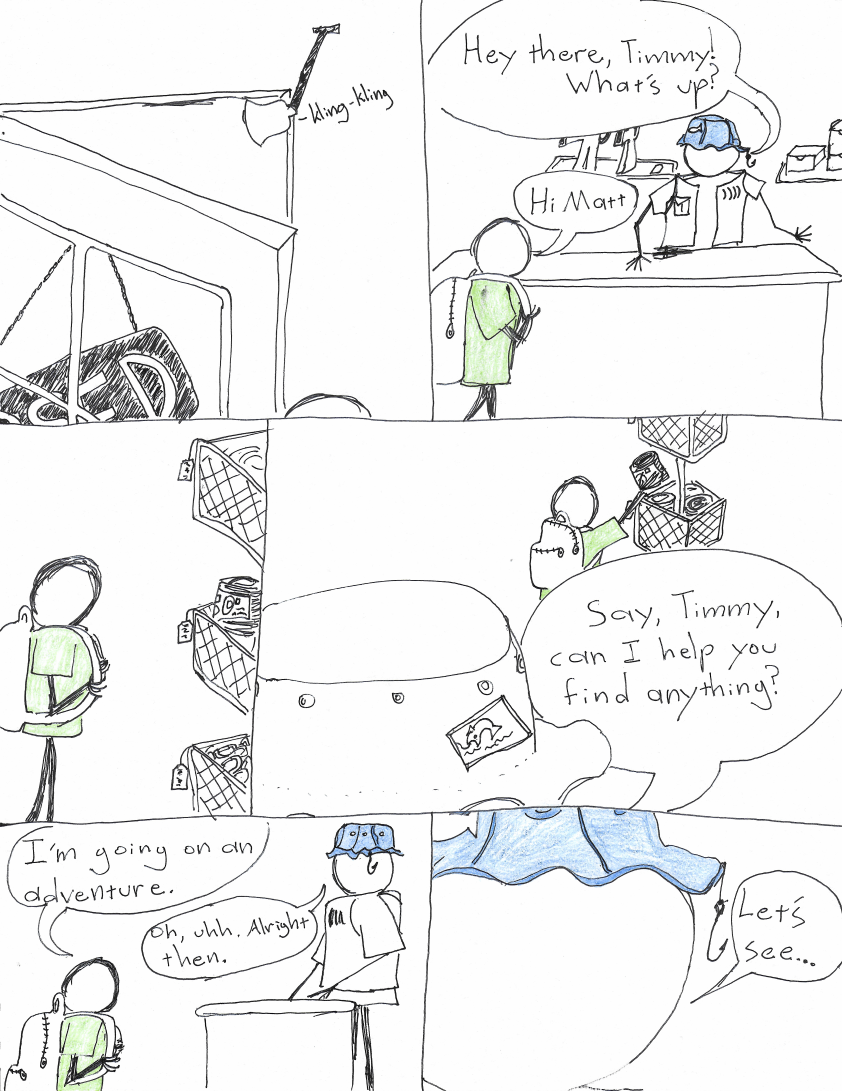 -kling-kling
Hey there, Timmy!
What's up?
Hi Matt
Say, Timmy,
can I help you
find anything?
I'm going on an
adventure.
Oh, uhh. Alright
then.
Let's
see...